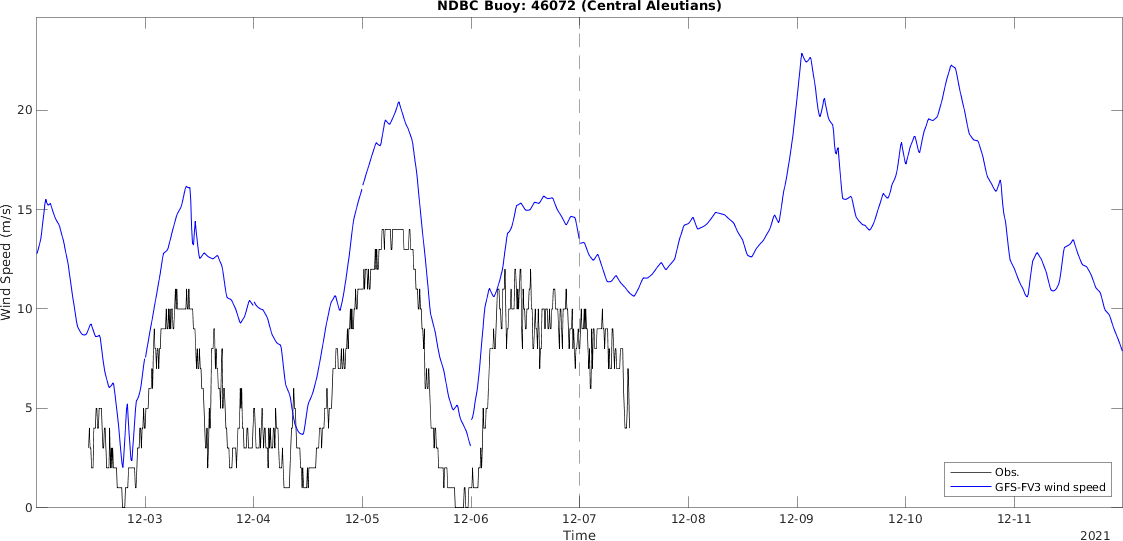 NDBC Buoy: 46072 (Central Aleutians)
Wind Speed (m/s)
20
15
10
5
0
12-03 12-04 12-05 12-06 12-07 12-08 12-09 12-10 12-11
Time
2021
Obs.
GFS-FV3 wind speed